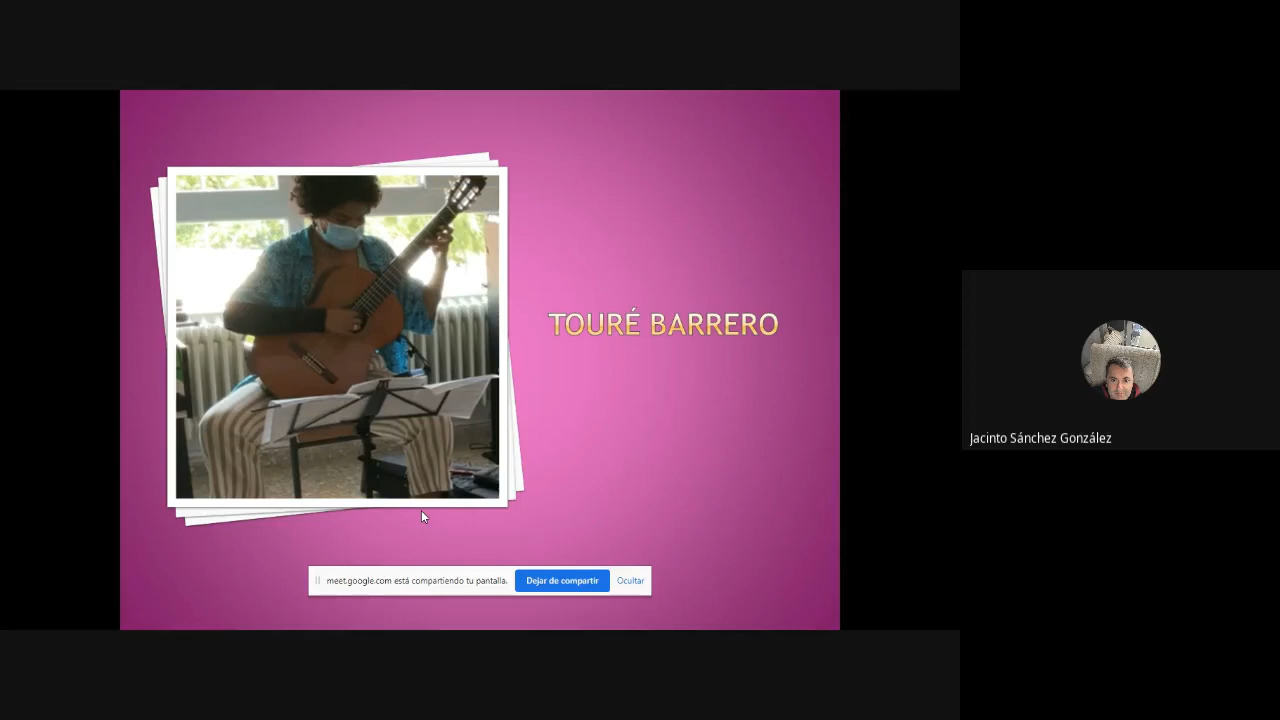 TOURÉ BARRERO
Jacinto Sánchez González
meet.google.com está compartiendo tu pantalla.
Dejar de compartir
Ocultar